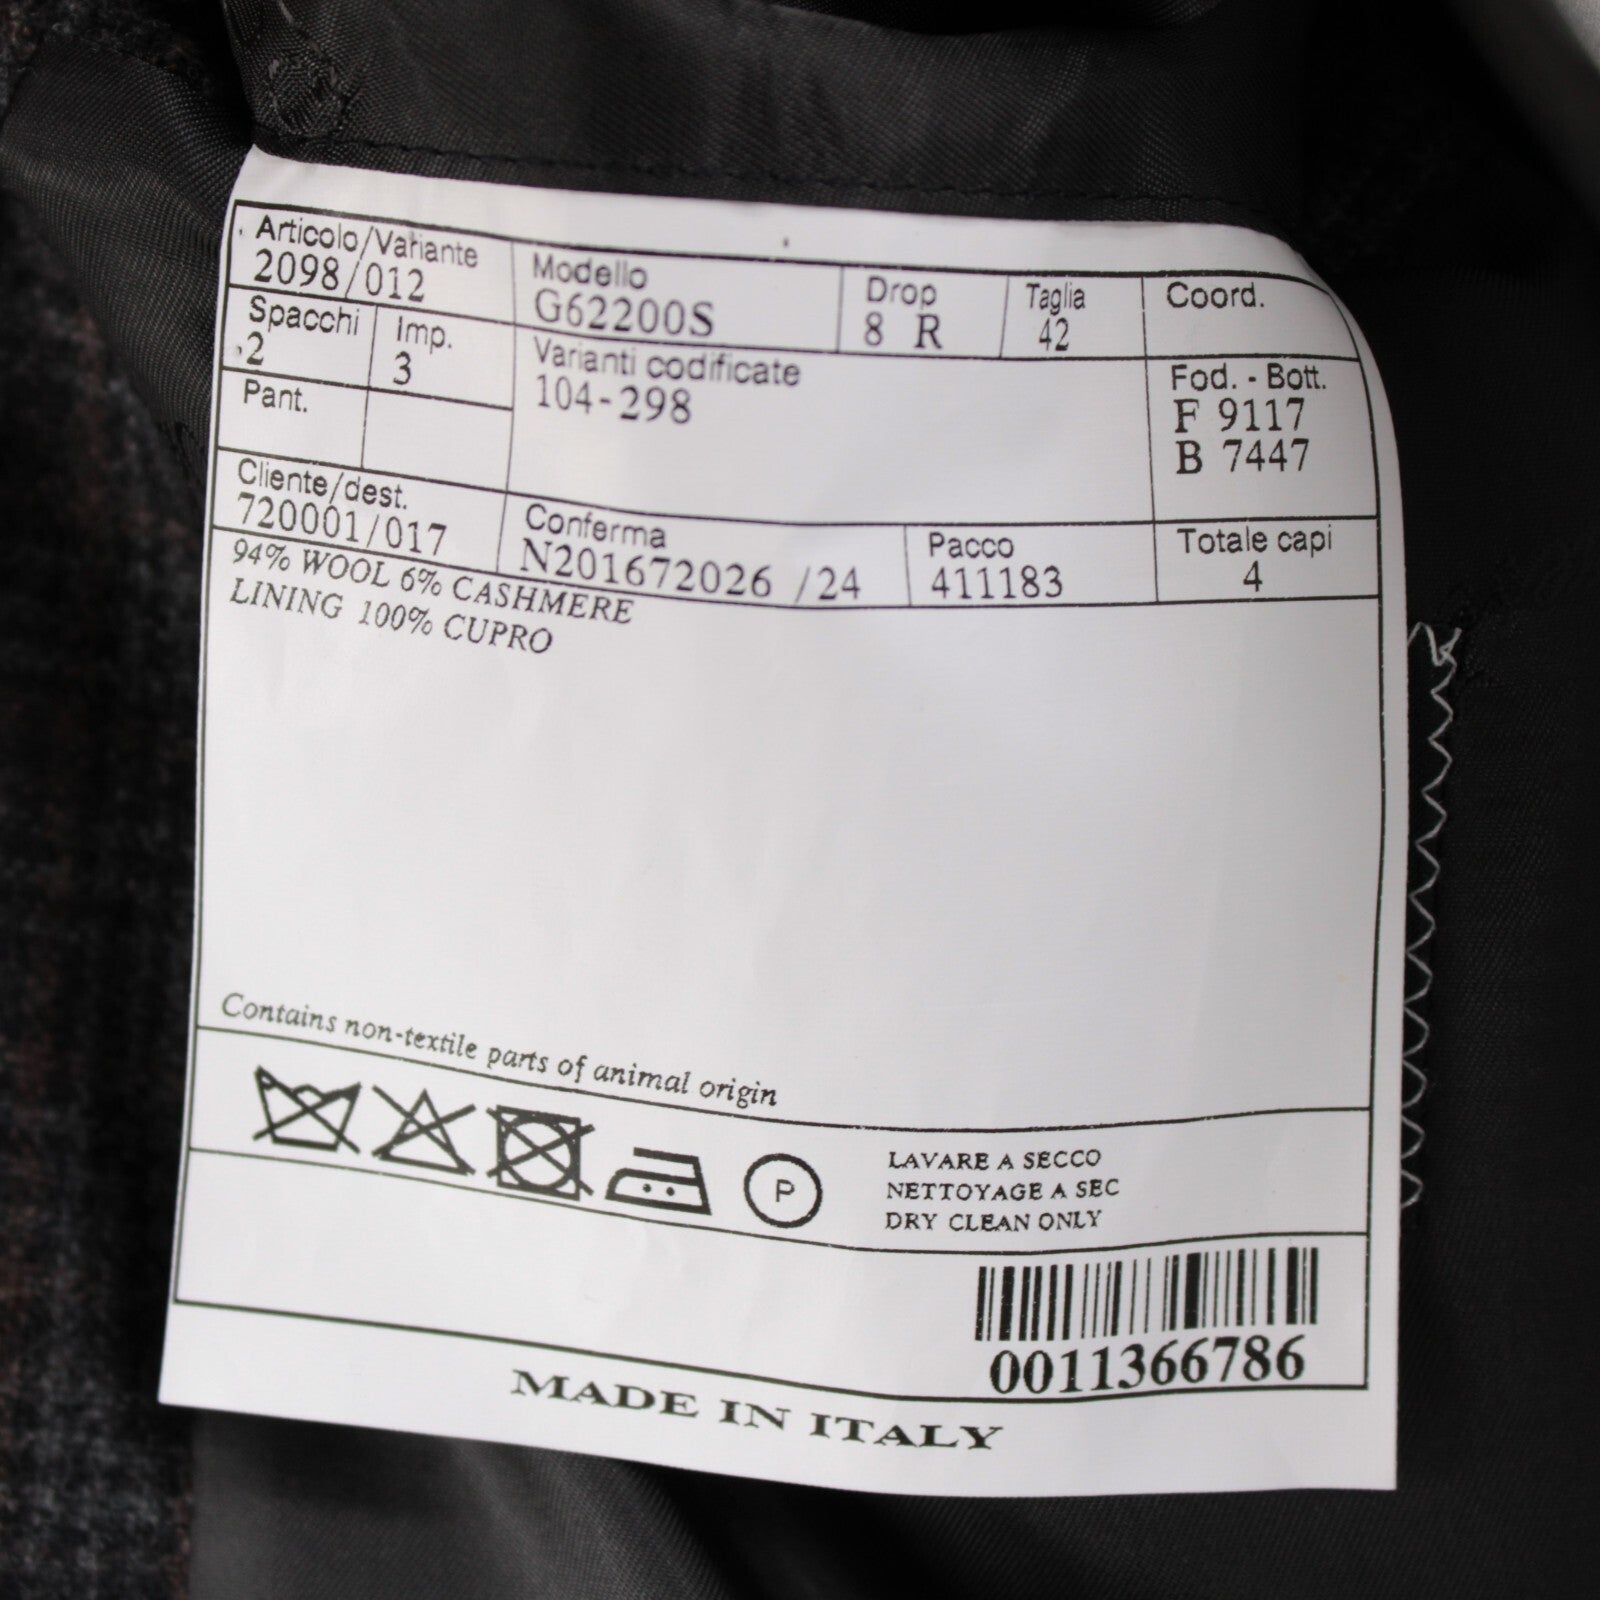 Articolo/Variante Modello Drop Taglia Coord.
2098/012 G62200S 8 R 42
Spacchi Imp. Varianti codificate Fod. - Bott.
2 3 104-298 F 9117
Pant. B 7447
Cliente/dest. Conferma Pacco Totale capi
720001/017 N201672026 /24 411183 4
94% WOOL 6% CASHMERE
LINING 100% CUPRO
Contains non-textile parts of animal origin
P
LAVARE A SECCO
NETTOYAGE A SEC
DRY CLEAN ONLY
0011366786
MADE IN ITALY